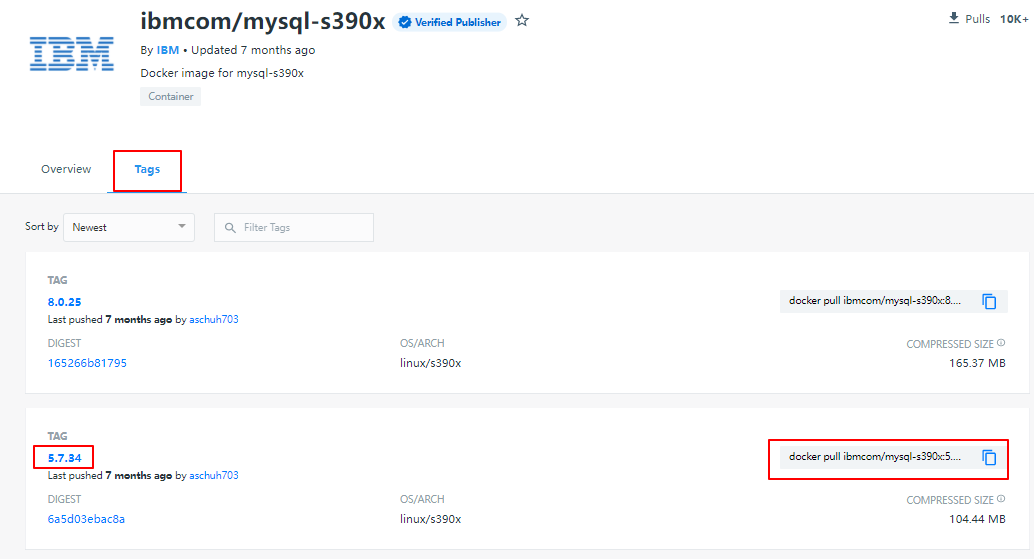 ibmcom/mysql-s390x Verified Publisher
Pulls 10K+
IBM
By IBM • Updated 7 months ago
Docker image for mysql-s390x
Container
Overview Tags
Sort by Newest Filter Tags
TAG
8.0.25
docker pull ibmcom/mysql-s390x:8....
Last pushed 7 months ago by aschuh703
DIGEST OS/ARCH COMPRESSED SIZE
165266b81795 linux/s390x 165.37 MB
TAG
5.7.34
docker pull ibmcom/mysql-s390x:5....
Last pushed 7 months ago by aschuh703
DIGEST OS/ARCH COMPRESSED SIZE
6a5d03ebac8a linux/s390x 104.44 MB